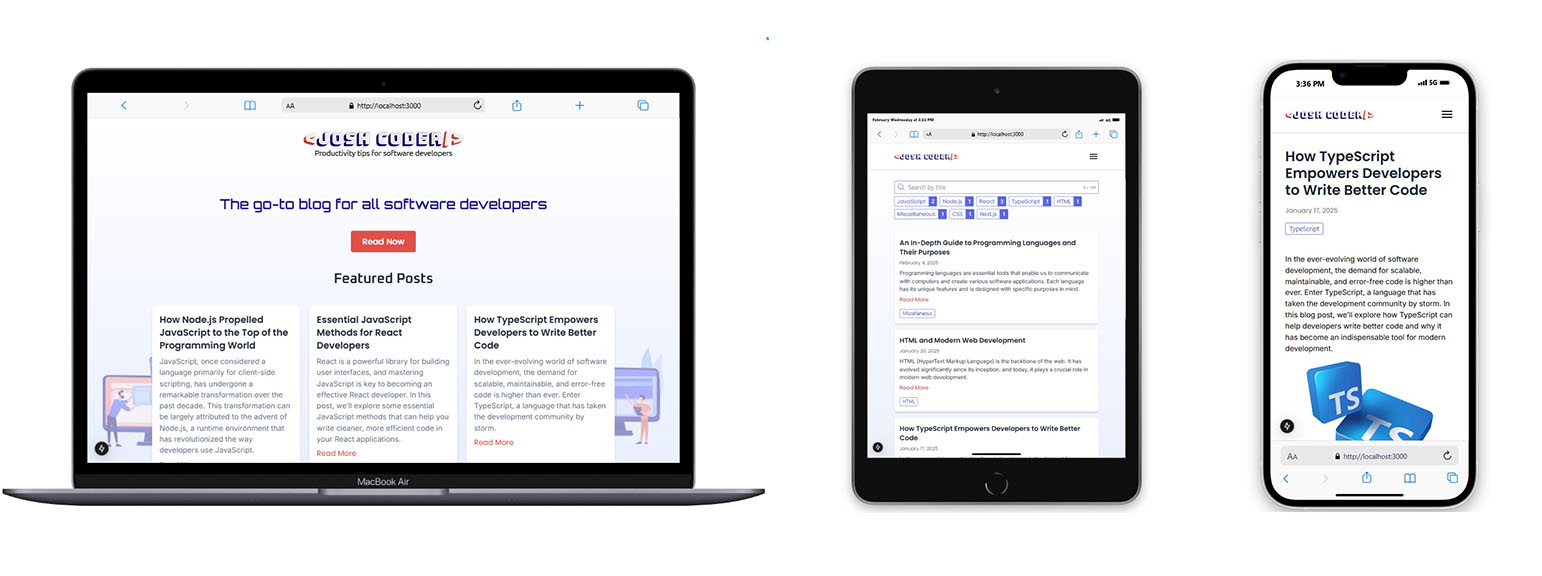 AA
http://localhost:3000
<JOSH CODER/>
Productivity tips for software developers
The go-to blog for all software developers
Read Now
Featured Posts
How Node.js Propelled
JavaScript to the Top of the
Programming World
JavaScript, once considered a
language primarily for client-side
scripting, has undergone a
remarkable transformation over the
past decade. This transformation can
be largely attributed to the advent of
Node.js, a runtime environment that
has revolutionized the way
developers use JavaScript.
Essential JavaScript
Methods for React
Developers
React is a powerful library for building
user interfaces, and mastering
JavaScript is key to becoming an
effective React developer. In this
post, we'll explore some essential
JavaScript methods that can help you
write cleaner, more efficient code in
your React applications.
Read More
How TypeScript Empowers
Developers to Write Better
Code
In the ever-evolving world of software
development, the demand for
scalable, maintainable, and error-free
code is higher than ever. Enter
TypeScript, a language that has taken
the development community by
storm.
Read More
MacBook Air
February Wednesday at 3:22 PM
4G
AA
http://localhost:3000
<JOSH CODER/>
Search by title
JavaScript 2 Node.js 1 React 3 TypeScript 1 HTML 1
Miscellaneous 1 CSS 1 Next.js 1
An In-Depth Guide to Programming Languages and
Their Purposes
February 4, 2025
Programming languages are essential tools that enable us to communicate
with computers and create various software applications. Each language
has its unique features and is designed with specific purposes in mind.
Read More
Miscellaneous
HTML and Modern Web Development
January 20, 2025
HTML (HyperText Markup Language) is the backbone of the web. It has
evolved significantly since its inception, and today, it plays a crucial role in
modern web development.
Read More
HTML
How TypeScript Empowers Developers to Write Better
Code
January 17, 2025
3:36 PM
5G
<JOSH CODER/>
How TypeScript
Empowers Developers
to Write Better Code
January 17, 2025
TypeScript
In the ever-evolving world of software
development, the demand for scalable,
maintainable, and error-free code is higher than
ever. Enter TypeScript, a language that has
taken the development community by storm. In
this blog post, we'll explore how TypeScript can
help developers write better code and why it
has become an indispensable tool for modern
development.
TS
TS
AA
http://localhost:3000